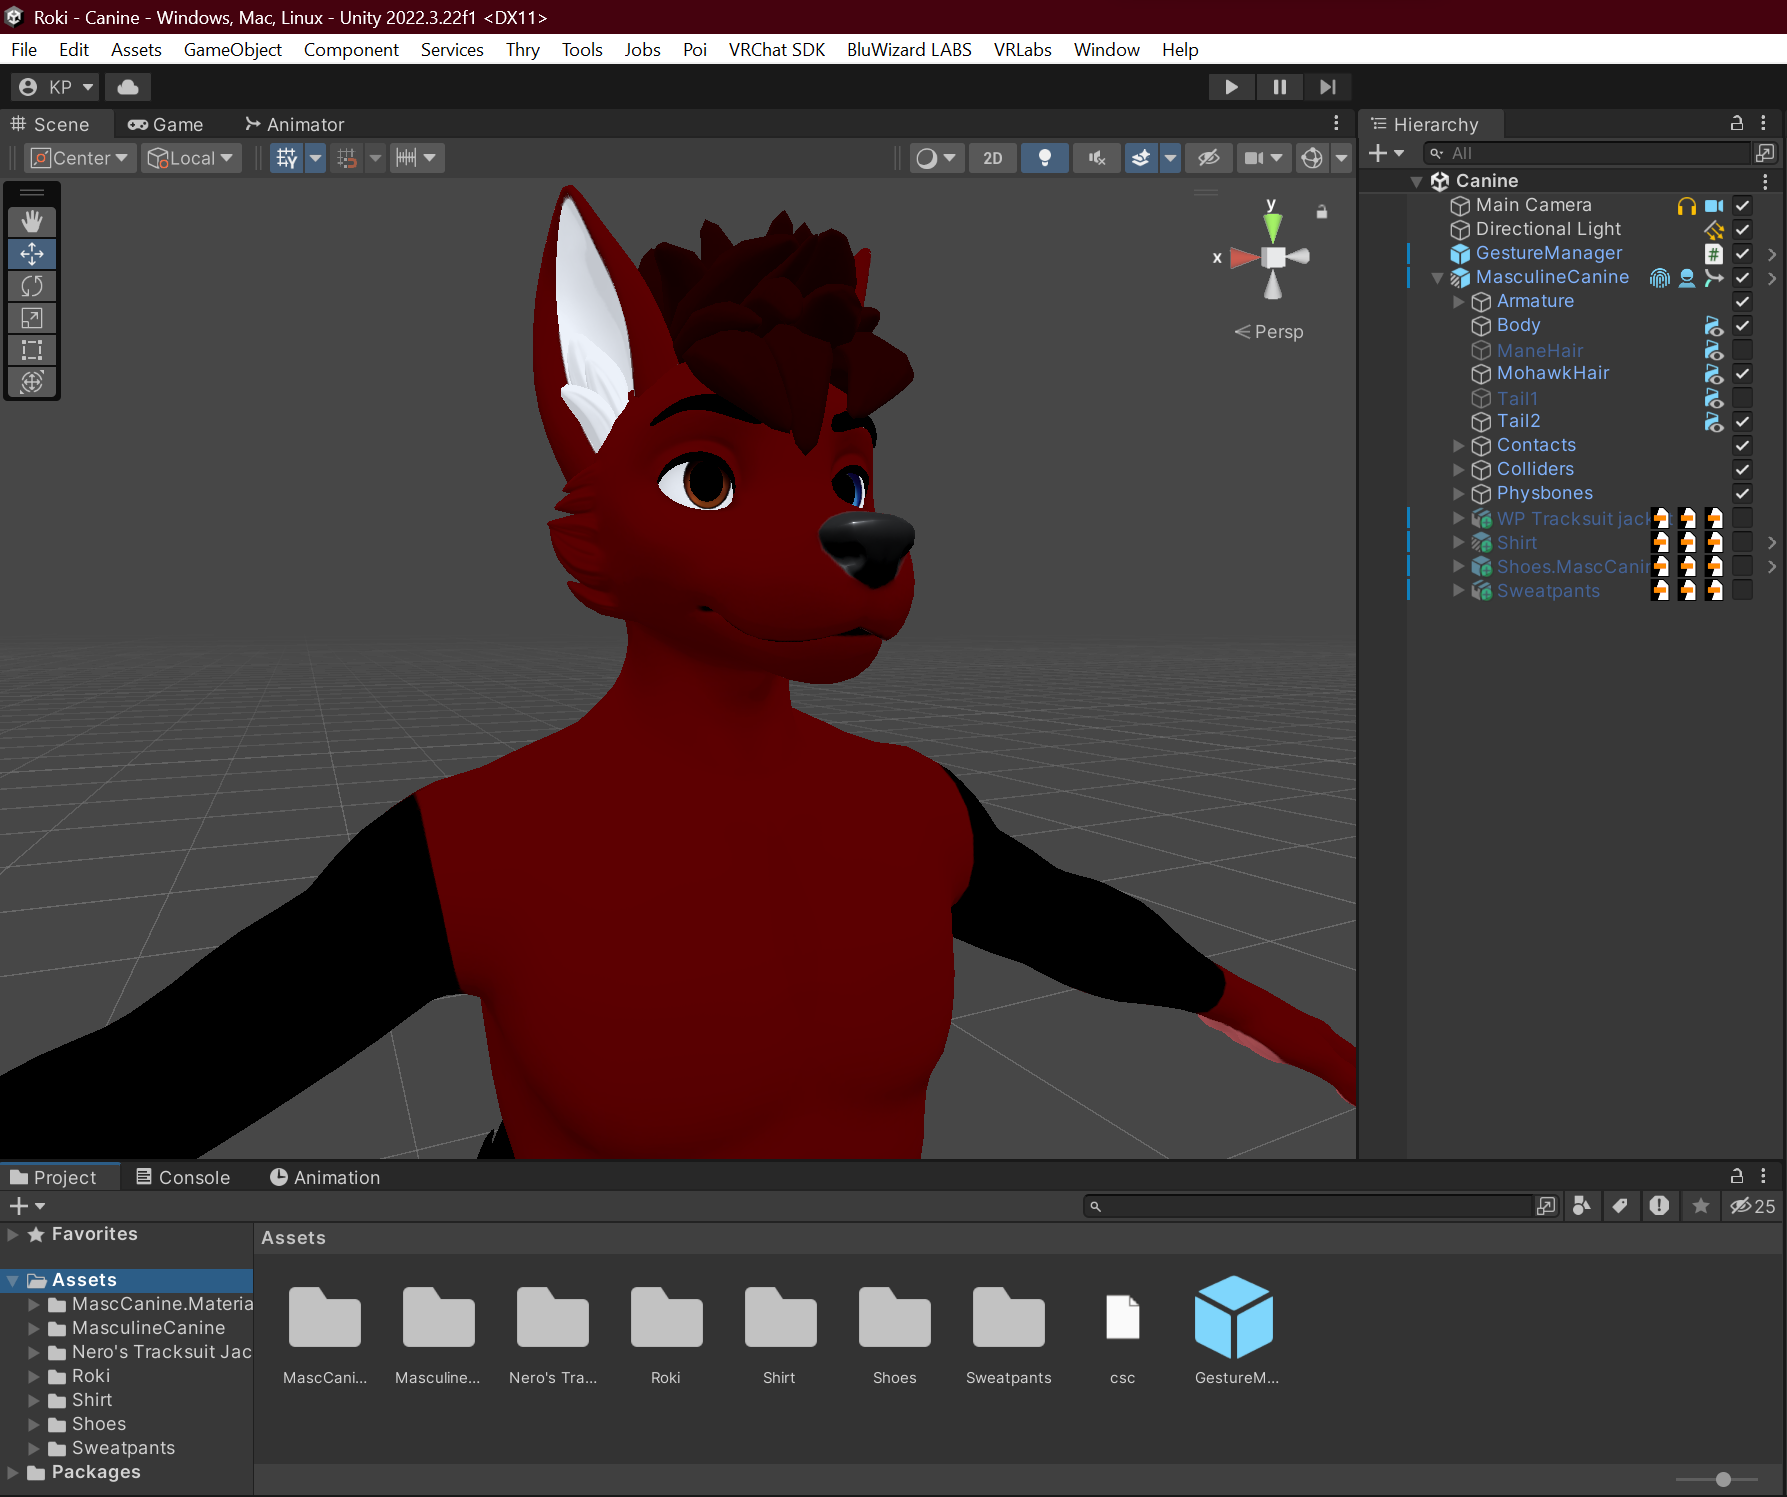 Roki - Canine - Windows, Mac, Linux - Unity 2022.3.22f1 <DX11>
File Edit Assets GameObject Component Services Thry Tools Jobs Poi VRChat SDK BluWizard LABS VRLabs Window Help
KP
Scene Game Animator
Center Local 2D
y
x
Persp
Hierarchy
All
Canine
Main Camera
Directional Light
GestureManager
MasculineCanine
Armature
Body
ManeHair
MohawkHair
Tail1
Tail2
Contacts
Colliders
Physbones
WP Tracksuit jack
Shirt
Shoes.MascCanin
Sweatpants
Project Console Animation
25
Favorites
Assets
MascCanine.Materia
MasculineCanine
Nero's Tracksuit Jac
Roki
Shirt
Shoes
Sweatpants
Packages
Assets
MascCani... Masculine... Nero's Tra... Roki Shirt Shoes Sweatpants csc GestureM...